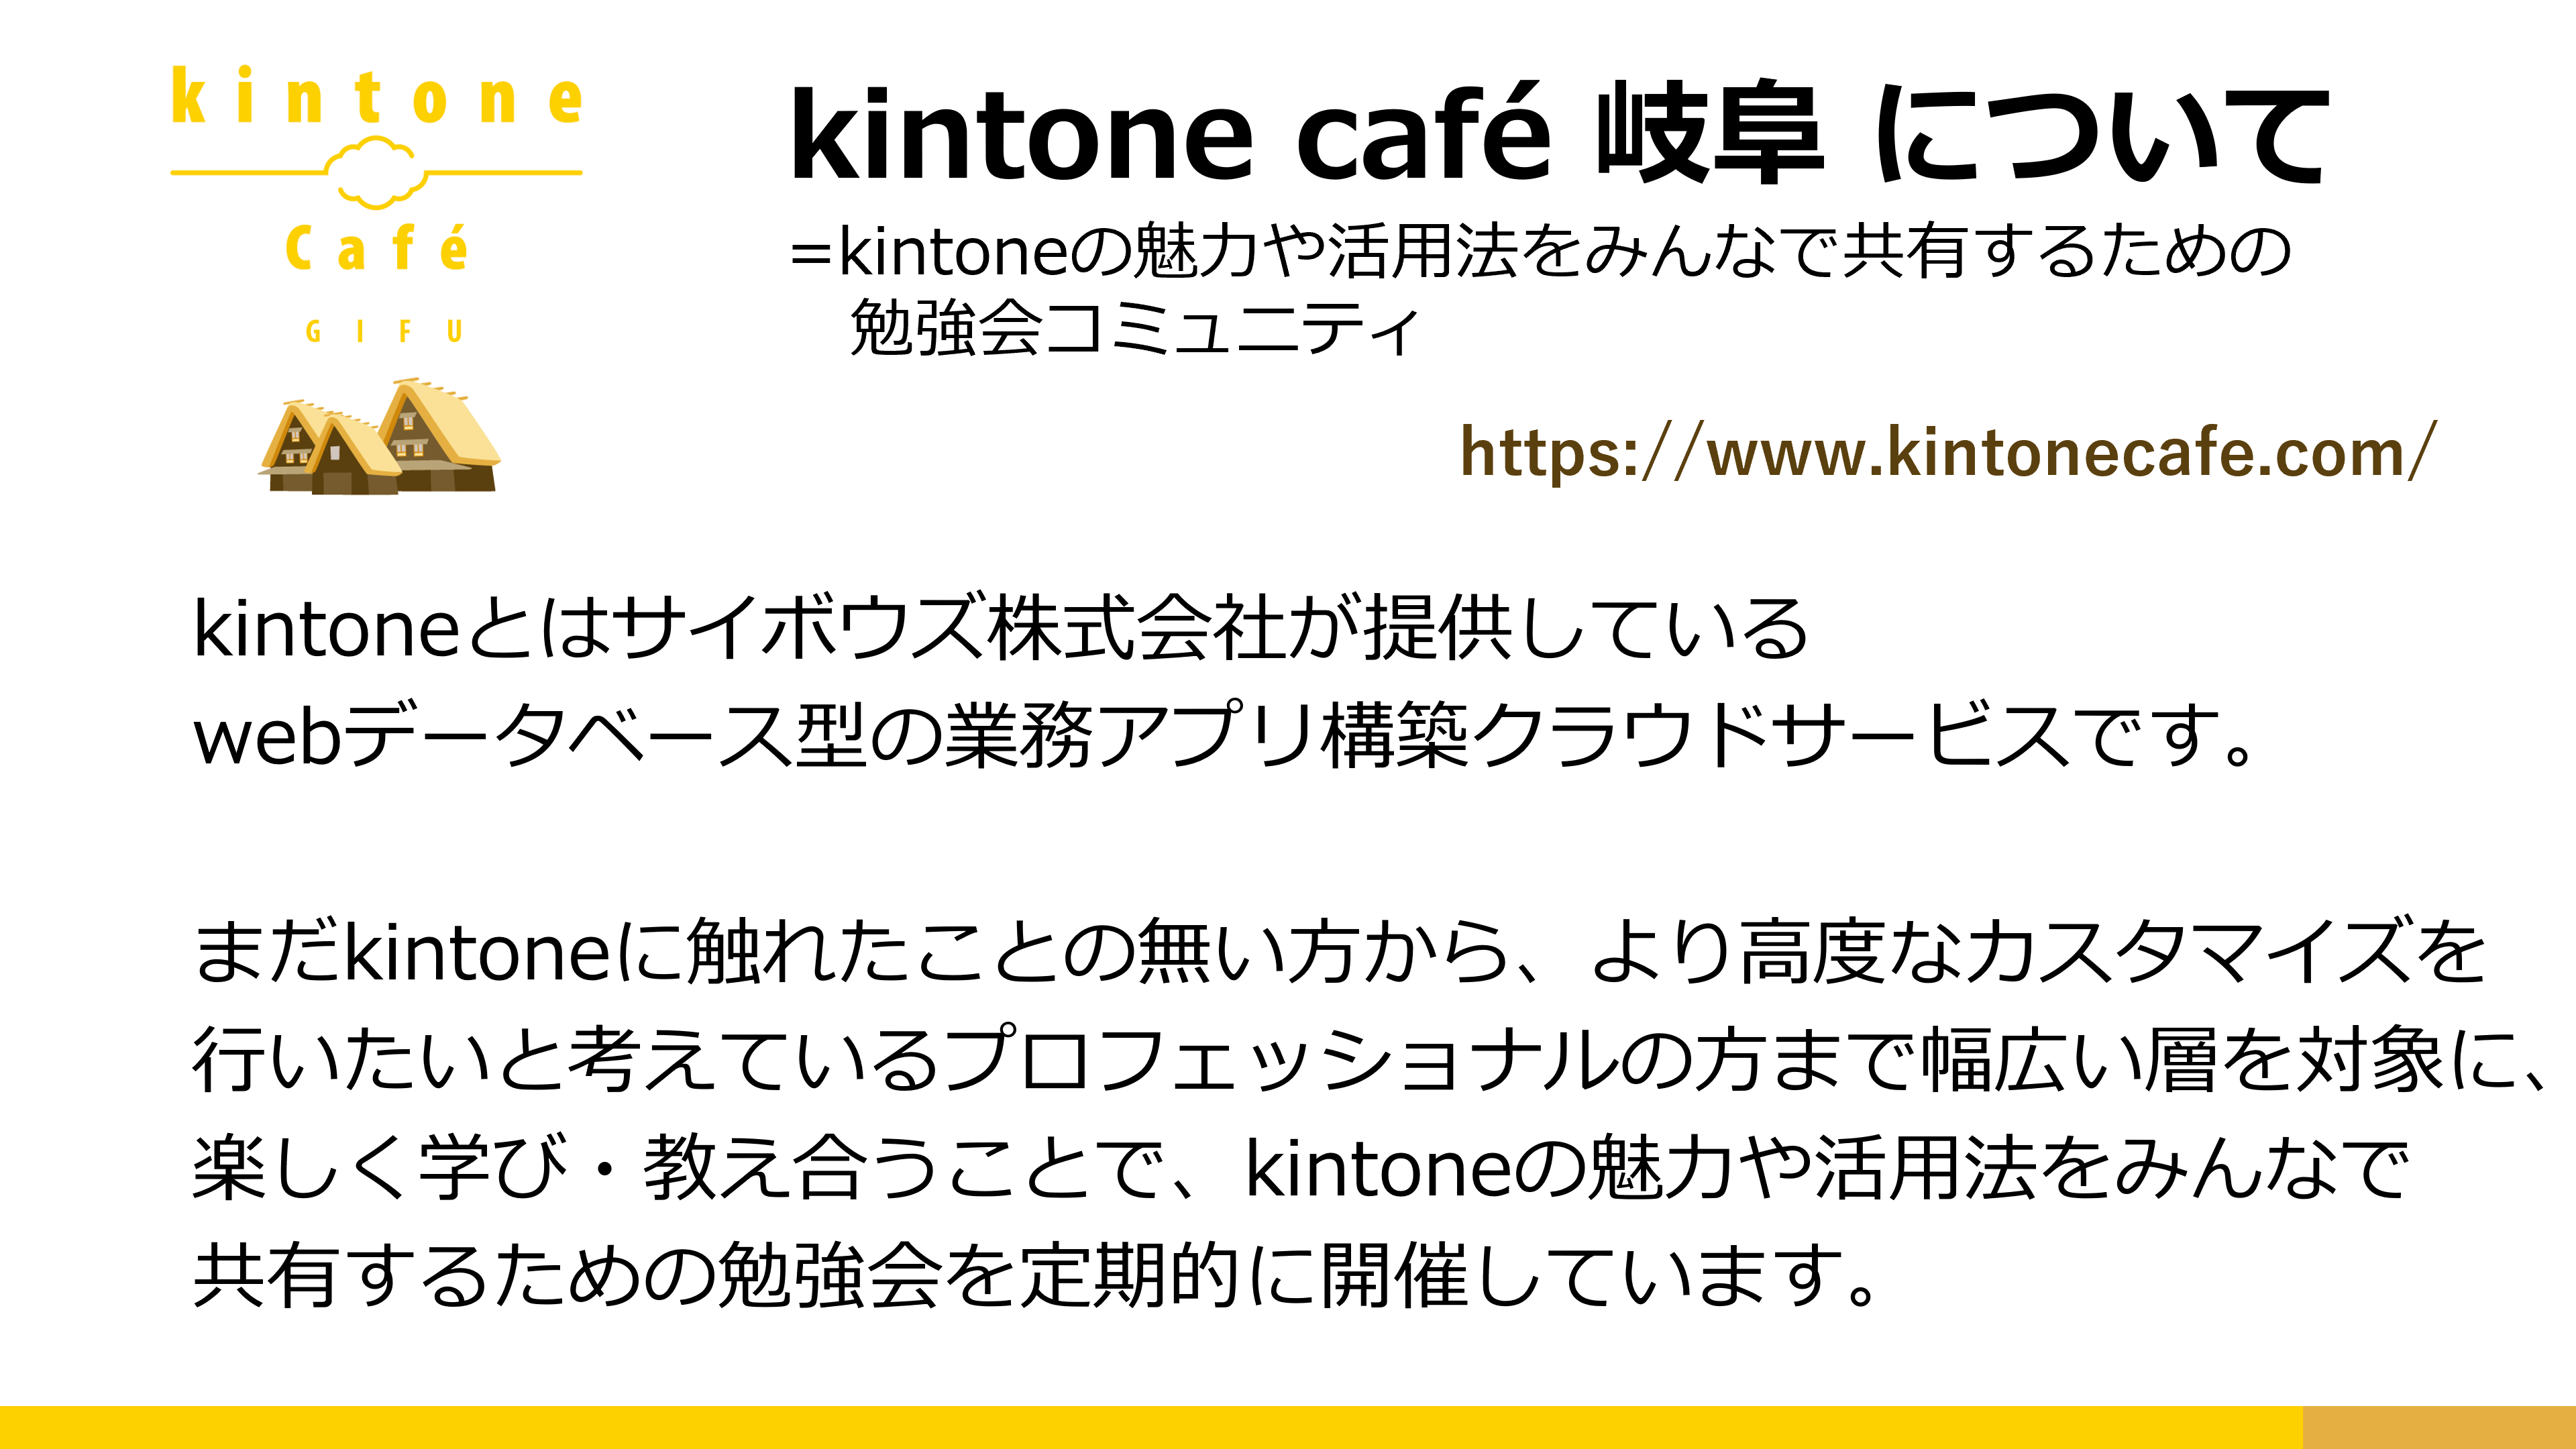 kintone
Café
GIFU
kintone café 岐阜 について
=kintoneの魅力や活用法をみんなで共有するための
勉強会コミュニティ
https://www.kintonecafe.com/
kintoneとはサイボウズ株式会社が提供している
webデータベース型の業務アプリ構築クラウドサービスです。
まだkintoneに触れたことの無い方から、より高度なカスタマイズを
行いたいと考えているプロフェッショナルの方まで幅広い層を対象に、
楽しく学び・教え合うことで、kintoneの魅力や活用法をみんなで
共有するための勉強会を定期的に開催しています。